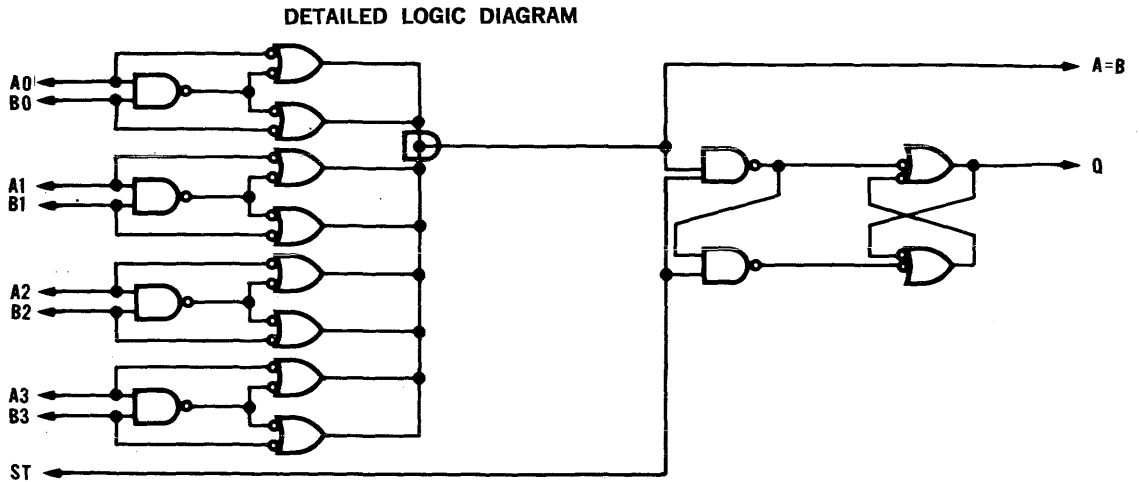 DETAILED LOGIC DIAGRAM
A0
B0
A=B
Q
A1
B1
A2
B2
A3
B3
ST